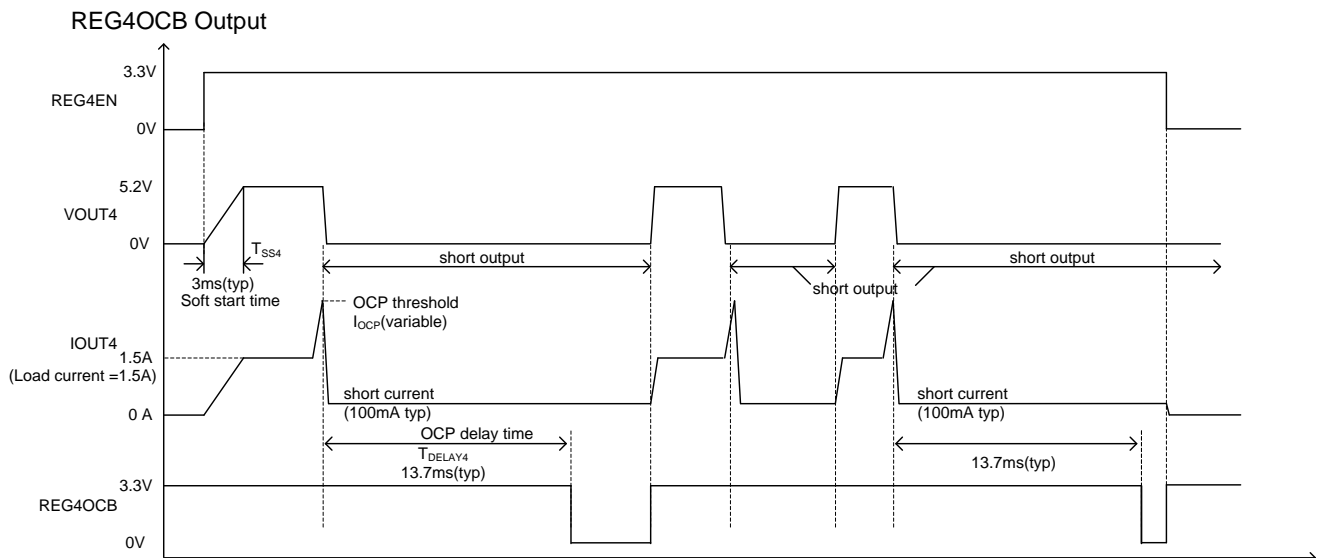 REG4OCB Output
3.3V
REG4EN
0V
5.2V
VOUT4
0V
TSS4
3ms(typ)
Soft start time
short output
short output
short output
OCP threshold
IOCP(variable)
IOUT4
1.5A
(Load current =1.5A)
0 A
short current
(100mA typ)
short current
(100mA typ)
OCP delay time
TDELAY4
13.7ms(typ)
13.7ms(typ)
3.3V
REG4OCB
0V